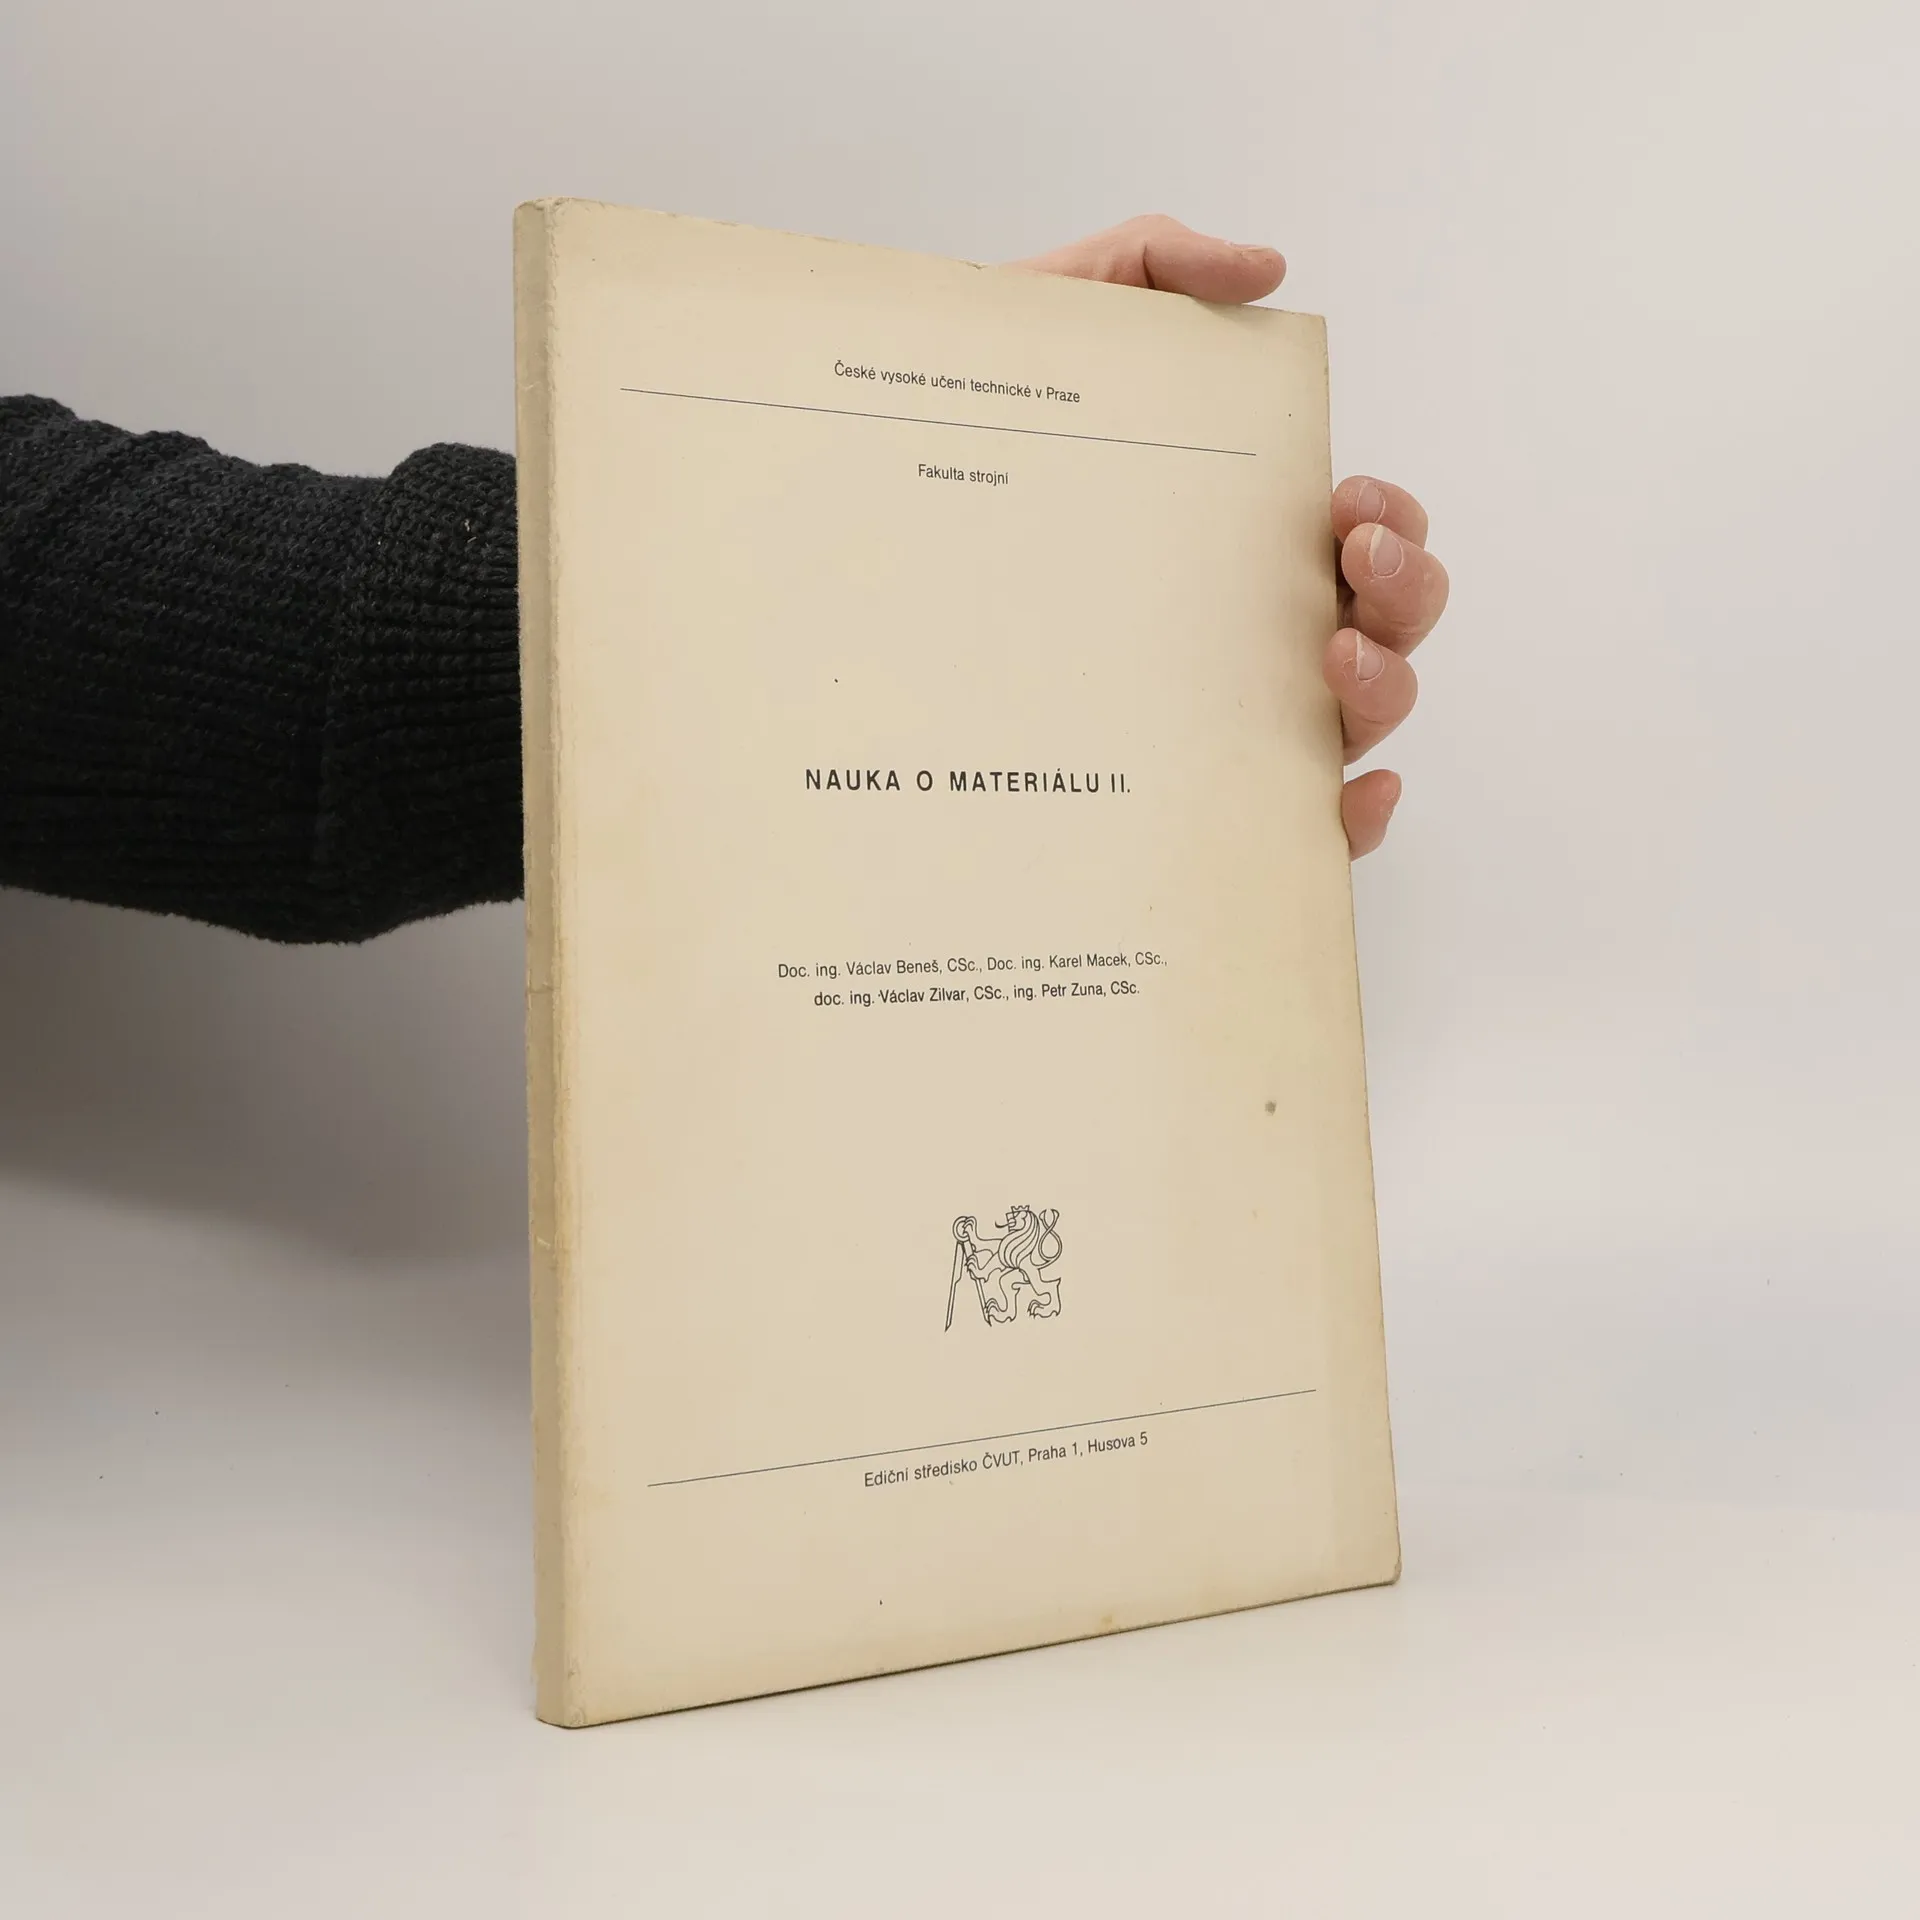 České vysoké učení technické v Praze
Fakulta strojní
NAUKA O MATERIÁLU II.
Doc. ing. Václav Beneš, CSc., Doc. ing. Karel Macek, CSc.,
doc. ing. Václav Zilvar, CSc., ing. Petr Zuna, CSc.
Ediční středisko ČVUT, Praha 1, Husova 5